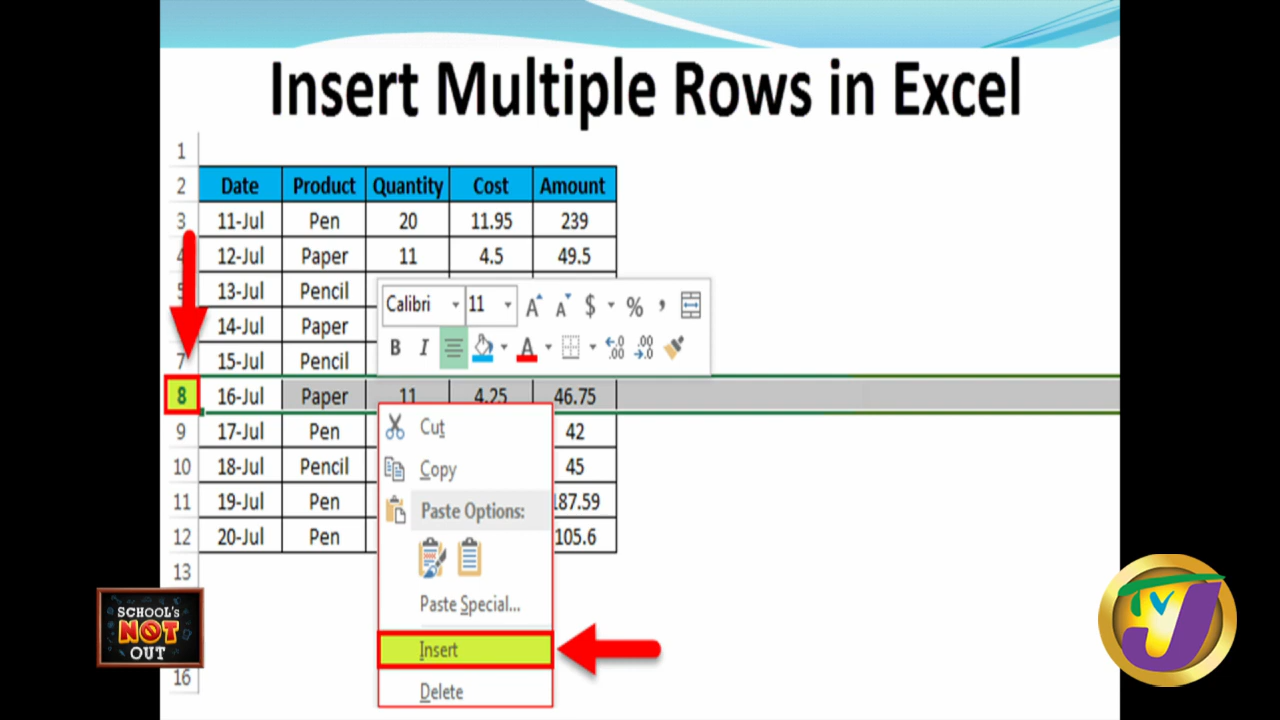 Insert Multiple Rows in Excel
1
2 Date Product Quantity Cost Amount
3 11-Jul Pen 20 11.95 239
4 12-Jul Paper 11 4.5 49.5
5 13-Jul Pencil
Calibri 11 A A $ % ,
14-Jul Paper
B I A .00 .00
7 15-Jul Pencil
8 16-Jul Paper 11 4.25 46.75
Cut
9 17-Jul Pen 42
10 18-Jul Pencil 45
Copy
11 19-Jul Pen 187.59
Paste Options:
12 20-Jul Pen 105.6
13
Paste Special...
Insert
Delete
16
SCHOOL's
NOT
OUT
TVJ